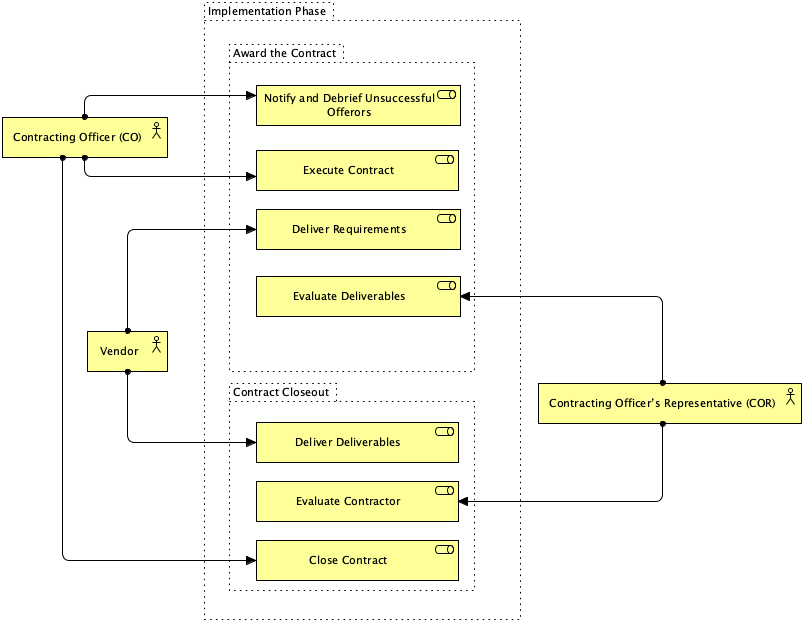 Implementation Phase
Award the Contract
Notify and Debrief Unsuccessful
Offerors
Contracting Officer (CO)
Execute Contract
Deliver Requirements
Evaluate Deliverables
Vendor
Contract Closeout
Contracting Officer's Representative (COR)
Deliver Deliverables
Evaluate Contractor
Close Contract